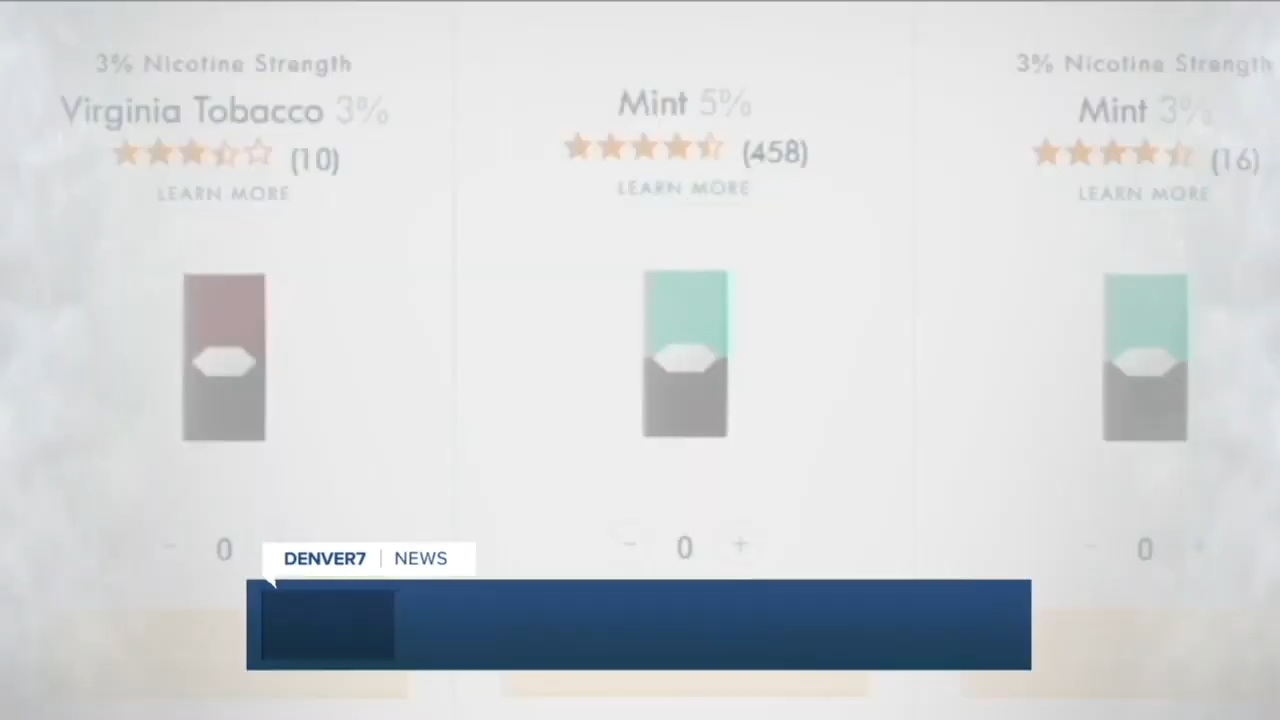 3% Nicotine Strength
Virginia Tobacco 3%
(10)
LEARN MORE
0
Mint 5%
(458)
LEARN MORE
- 0 +
3% Nicotine Strength
Mint 3%
(16)
LEARN MORE
0
DENVER7 | NEWS